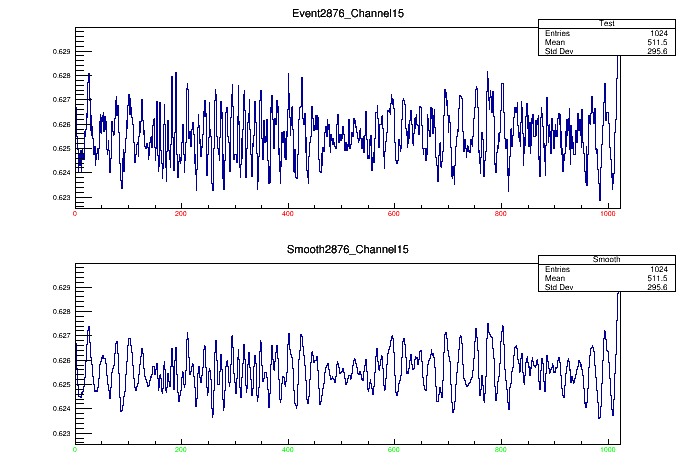 Event2876_Channel15
Test
Entries 1024
Mean 511.5
Std Dev 295.6
0.629
0.628
0.627
0.626
0.625
0.624
0.623
0 200 400 600 800 1000
Smooth2876_Channel15
Smooth
Entries 1024
Mean 511.5
Std Dev 295.6
0.629
0.628
0.627
0.626
0.625
0.624
0.623
0 200 400 600 800 1000